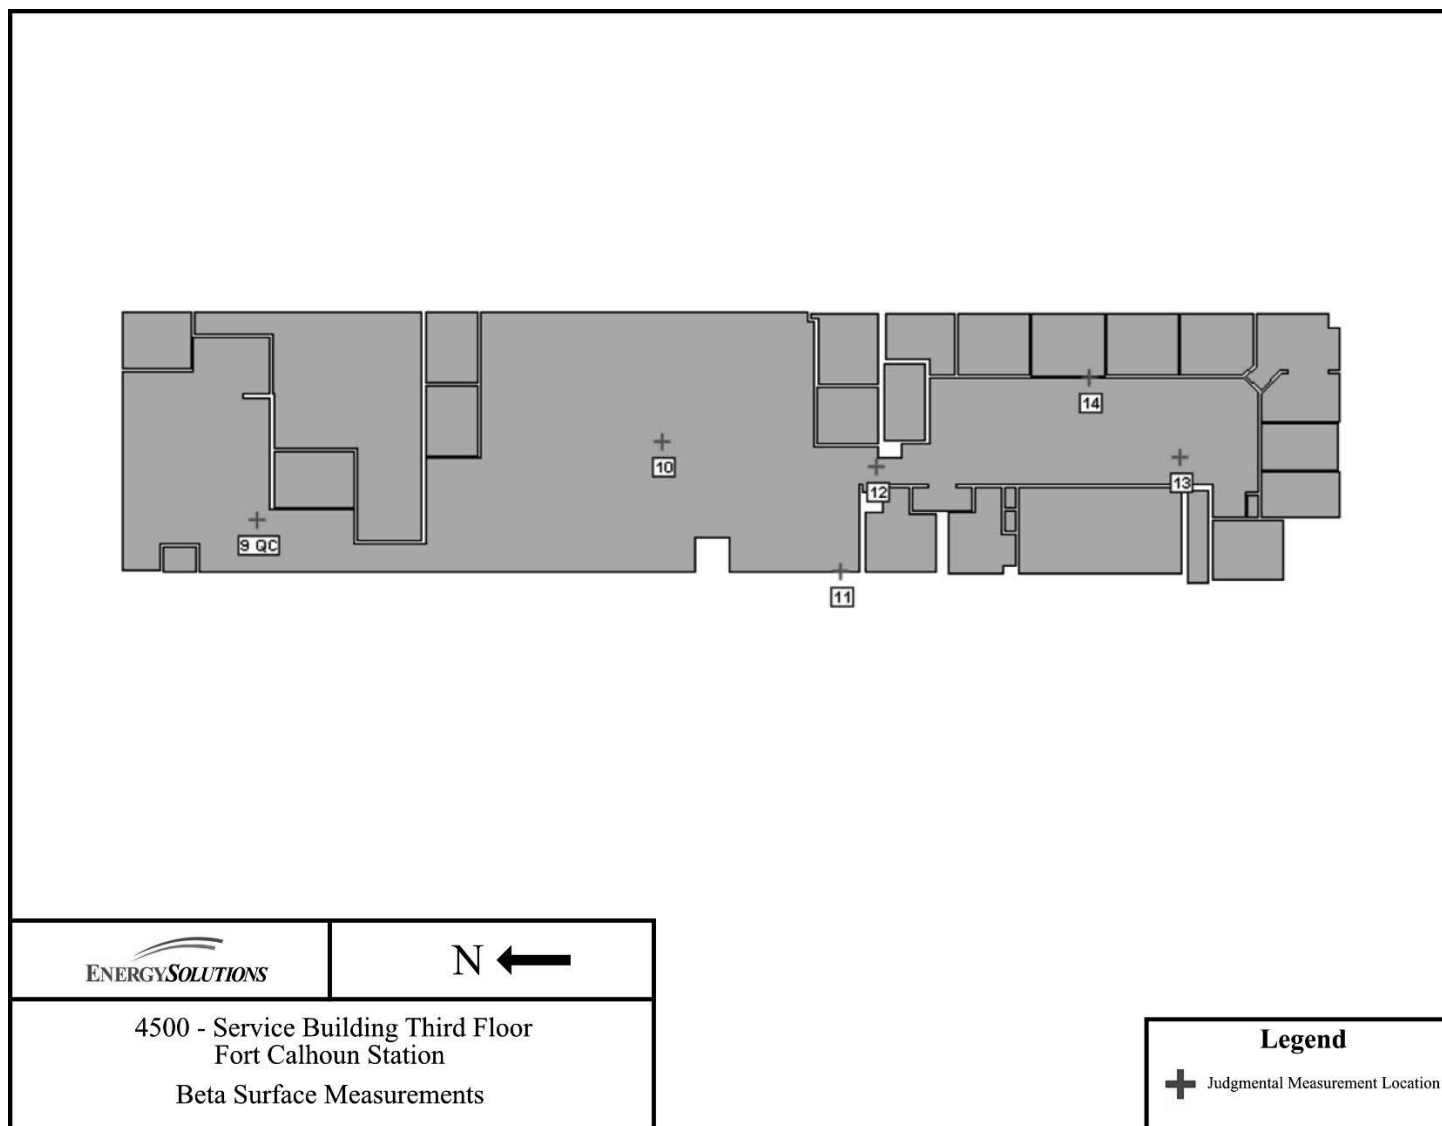 10
14
12
13
9 QC
11
ENERGYSOLUTIONS
N
4500 - Service Building Third Floor
Fort Calhoun Station
Beta Surface Measurements
Legend
Judgmental Measurement Location